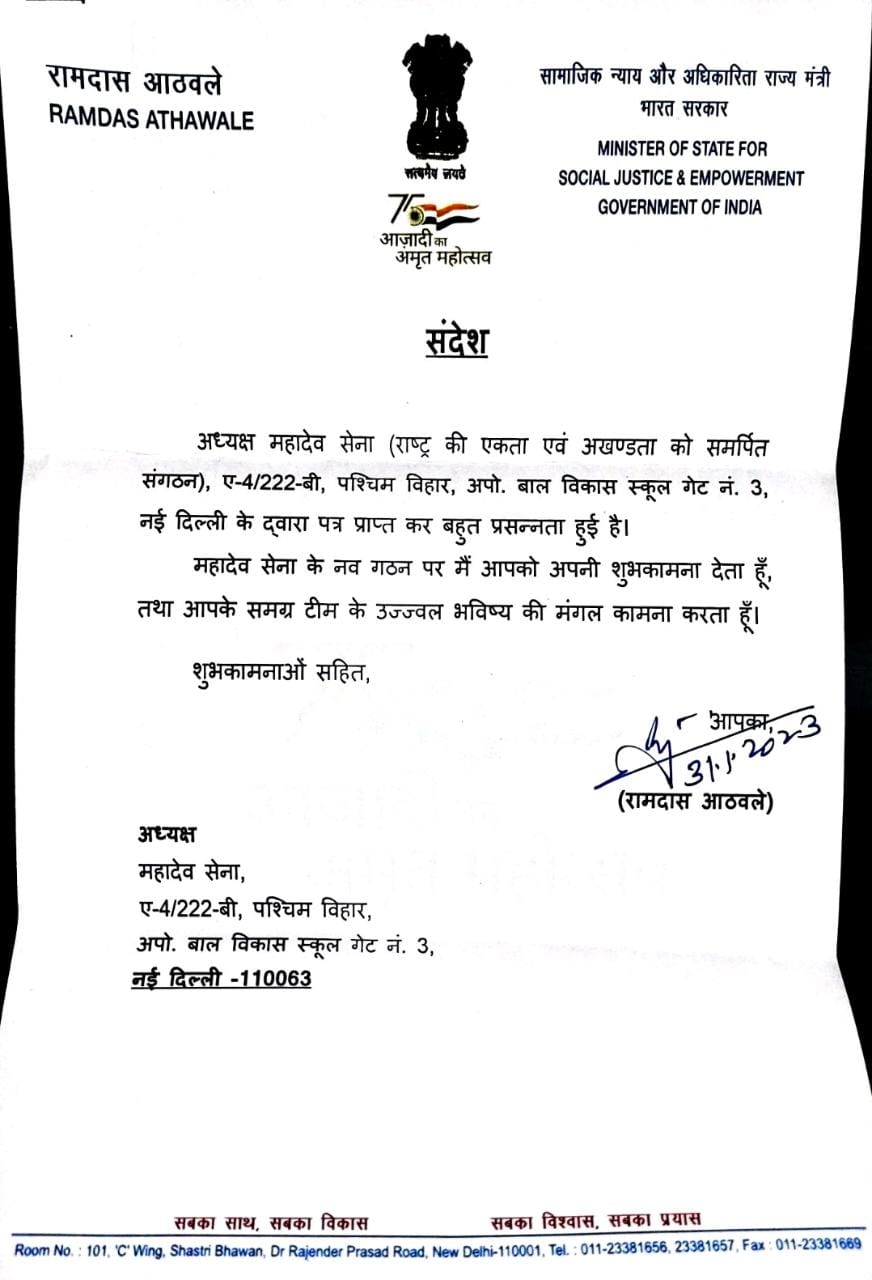 रामदास आठवले
RAMDAS ATHAWALE
सत्यमेव जयते
75
आज़ादी का
अमृत महोत्सव
सामाजिक न्याय और अधिकारिता राज्य मंत्री
भारत सरकार
MINISTER OF STATE FOR
SOCIAL JUSTICE & EMPOWERMENT
GOVERNMENT OF INDIA
संदेश
अध्यक्ष महादेव सेना (राष्ट्र की एकता एवं अखण्डता को समर्पित
संगठन), ए-4/222-बी, पश्चिम विहार, अपो. बाल विकास स्कूल गेट नं. 3,
नई दिल्ली के द्वारा पत्र प्राप्त कर बहुत प्रसन्नता हुई है।
महादेव सेना के नव गठन पर मैं आपको अपनी शुभकामना देता हूँ,
तथा आपके समग्र टीम के उज्ज्वल भविष्य की मंगल कामना करता हूँ।
शुभकामनाओं सहित,
आपका,
31.1.2023
(रामदास आठवले)
अध्यक्ष
महादेव सेना,
ए-4/222-बी, पश्चिम विहार,
अपो. बाल विकास स्कूल गेट नं. 3,
नई दिल्ली -110063
सबका साथ, सबका विकास सबका विश्वास, सबका प्रयास
Room No. : 101, 'C' Wing, Shastri Bhawan, Dr Rajender Prasad Road, New Delhi-110001, Tel. : 011-23381656, 23381657, Fax : 011-23381669